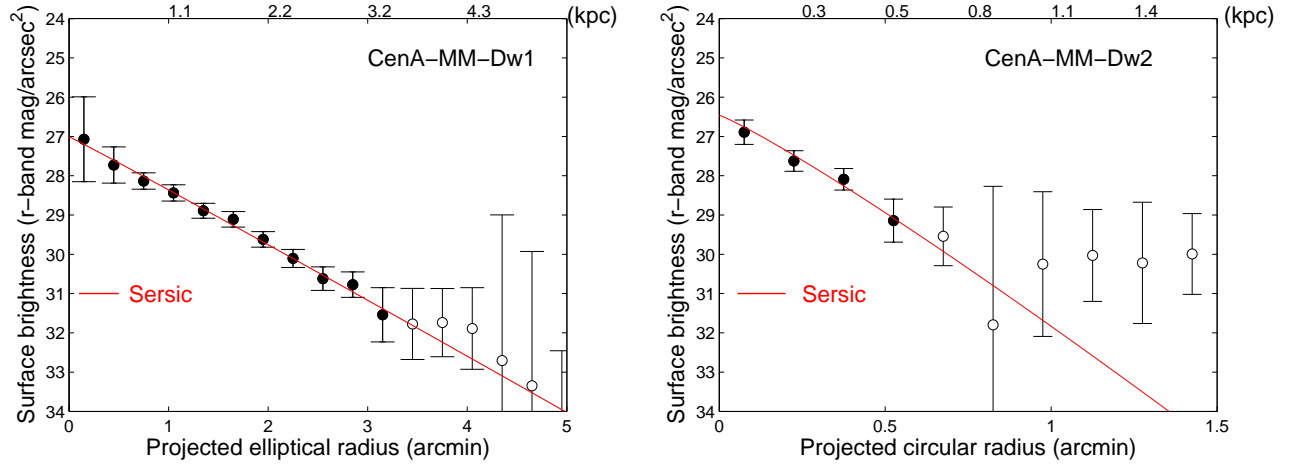 1.1 2.2 3.2 4.3 (kpc)
24
25
26
27
28
29
30
31
32
33
34
Surface brightness (r−band mag/arcsec²)
CenA−MM−Dw1
Sersic
0 1 2 3 4 5
Projected elliptical radius (arcmin)
0.3 0.5 0.8 1.1 1.4 (kpc)
24
25
26
27
28
29
30
31
32
33
34
Surface brightness (r−band mag/arcsec²)
CenA−MM−Dw2
Sersic
0 0.5 1 1.5
Projected circular radius (arcmin)